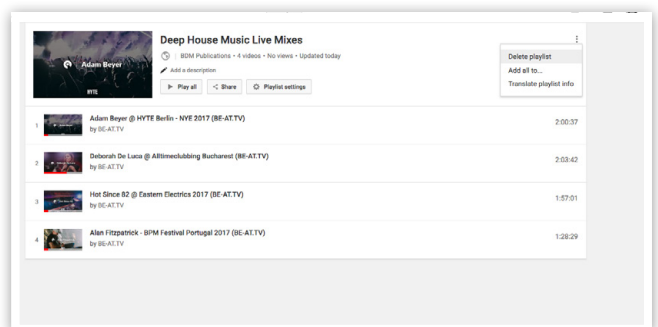 Deep House Music Live Mixes
BDM Publications • 4 videos • No views • Updated today
Add a description
Play all Share Playlist settings
Delete playlist
Add all to...
Translate playlist info
Adam Beyer
HYTE
1 Adam Beyer @ HYTE Berlin - NYE 2017 (BE-AT.TV) 2:00:37
by BE-AT.TV
2 Deborah De Luca @ Alltimeclubbing Bucharest (BE-AT.TV) 2:03:42
by BE-AT.TV
3 Hot Since 82 @ Eastern Electrics 2017 (BE-AT.TV) 1:57:01
by BE-AT.TV
4 Alan Fitzpatrick - BPM Festival Portugal 2017 (BE-AT.TV) 1:28:29
by BE-AT.TV